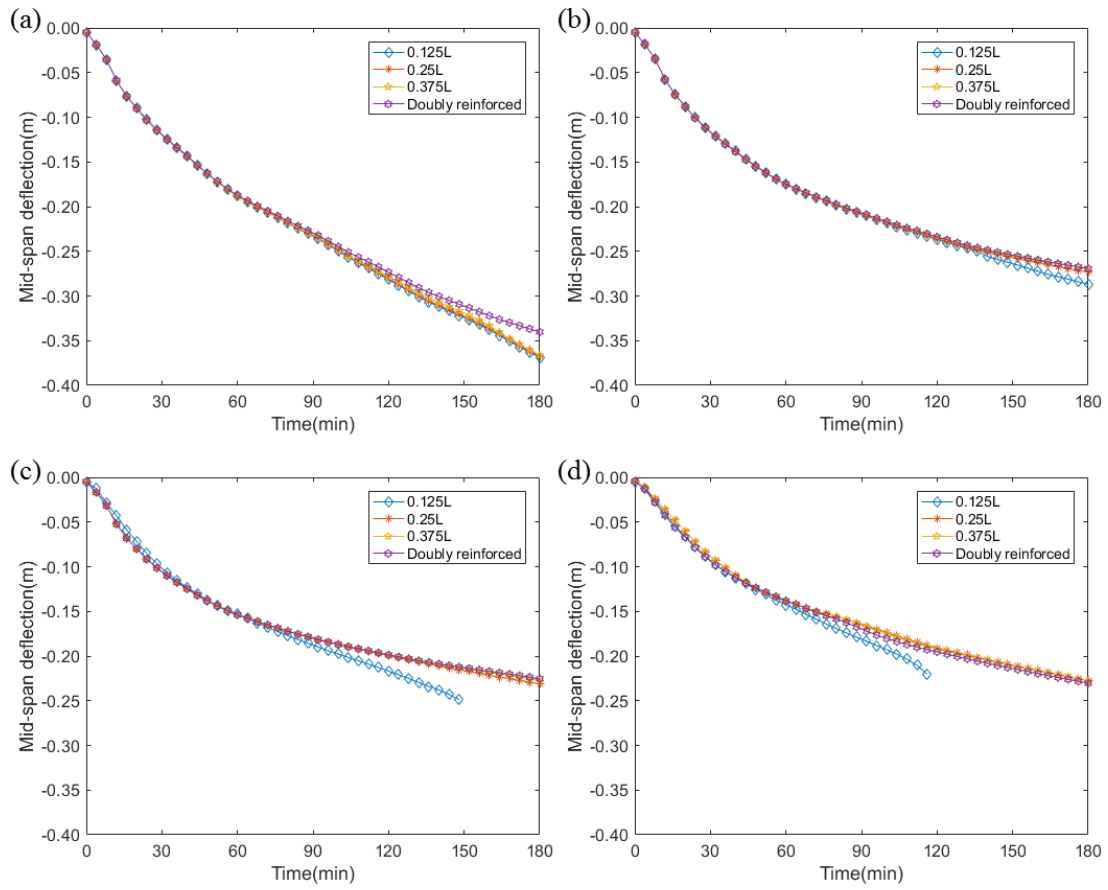 (a)
0.00
-0.05
-0.10
-0.15
-0.20
-0.25
-0.30
-0.35
-0.40
Mid-span deflection(m)
0.125L
0.25L
0.375L
Doubly reinforced
0 30 60 90 120 150 180
Time(min)
(b)
0.00
-0.05
-0.10
-0.15
-0.20
-0.25
-0.30
-0.35
-0.40
Mid-span deflection(m)
0.125L
0.25L
0.375L
Doubly reinforced
0 30 60 90 120 150 180
Time(min)
(c)
0.00
-0.05
-0.10
-0.15
-0.20
-0.25
-0.30
-0.35
-0.40
Mid-span deflection(m)
0.125L
0.25L
0.375L
Doubly reinforced
0 30 60 90 120 150 180
Time(min)
(d)
0.00
-0.05
-0.10
-0.15
-0.20
-0.25
-0.30
-0.35
-0.40
Mid-span deflection(m)
0.125L
0.25L
0.375L
Doubly reinforced
0 30 60 90 120 150 180
Time(min)